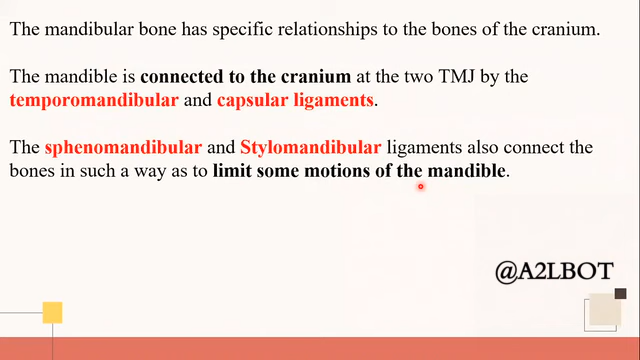 The mandibular bone has specific relationships to the bones of the cranium.
The mandible is connected to the cranium at the two TMJ by the
temporomandibular and capsular ligaments.
The sphenomandibular and Stylomandibular ligaments also connect the
bones in such a way as to limit some motions of the mandible.
@A2LBOT